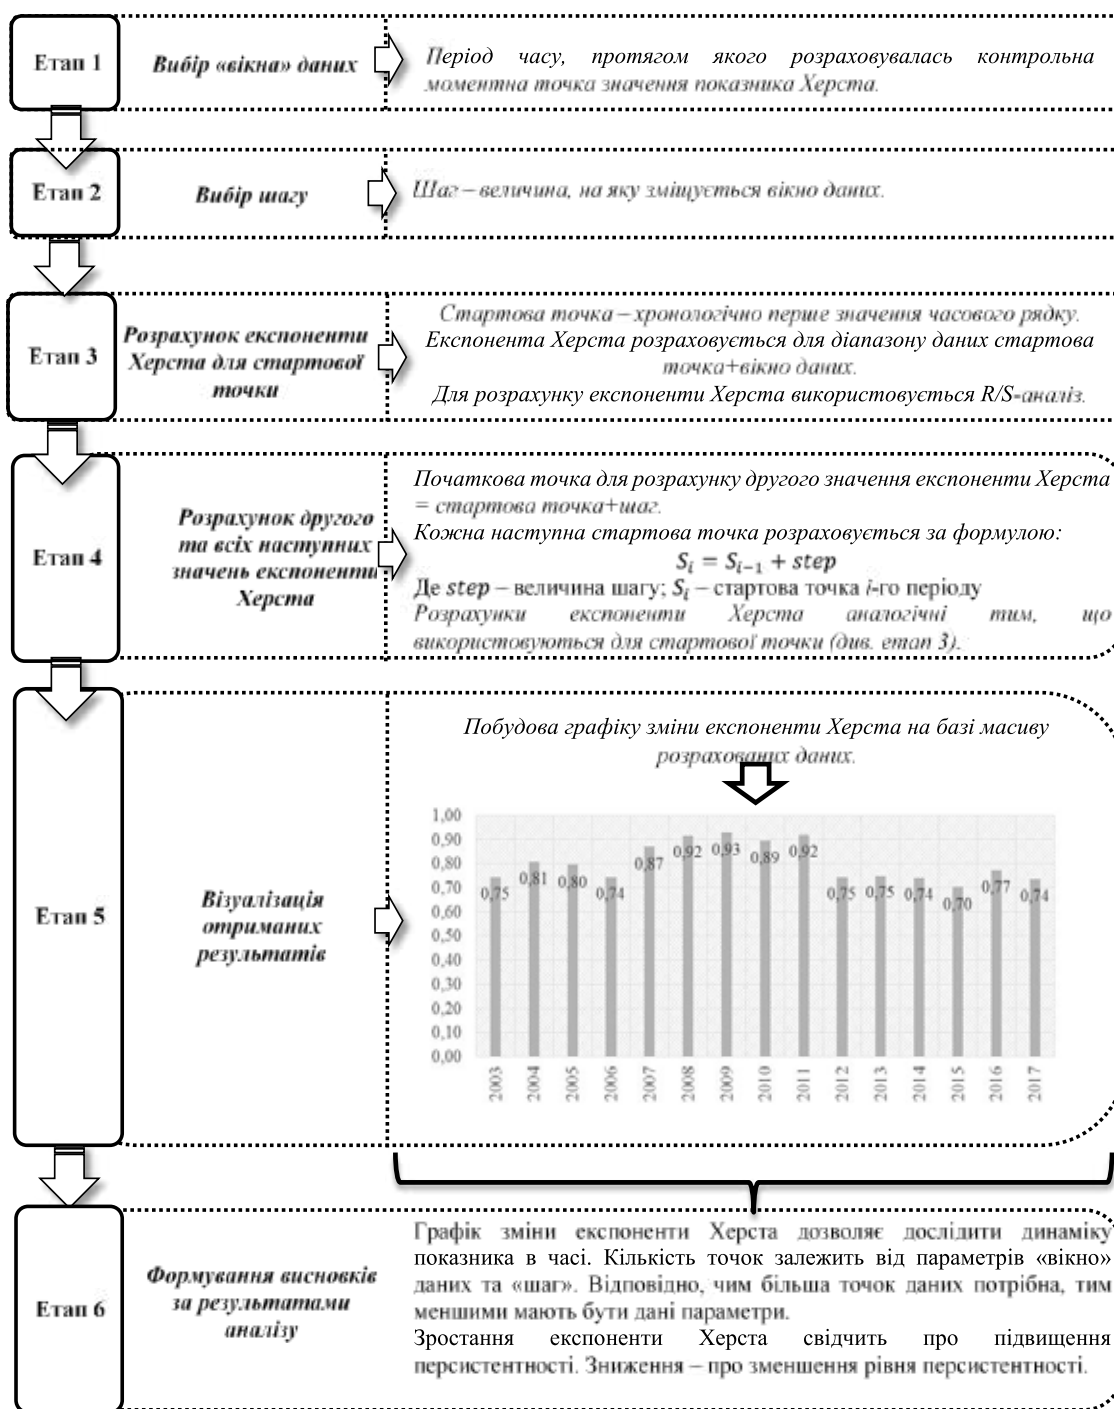 Етап 1
Вибір «вікна» даних
Період часу, протягом якого розраховувалась контрольна
моментна точка значення показника Херста.
Етап 2
Вибір шагу
Шаг – величина, на яку зміщується вікно даних.
Етап 3
Розрахунок експоненти
Херста для стартової
точки
Стартова точка – хронологічно перше значення часового рядку.
Експонента Херста розраховується для діапазону даних стартова
точка+вікно даних.
Для розрахунку експоненти Херста використовується R/S-аналіз.
Етап 4
Розрахунок другого
та всіх наступних
значень експоненти
Херста
Початкова точка для розрахунку другого значення експоненти Херста
= стартова точка+шаг.
Кожна наступна стартова точка розраховується за формулою:
S_i = S_{i-1} + step
Де step – величина шагу; S_i – стартова точка i-го періоду
Розрахунки експоненти Херста аналогічні тим, що
використовуються для стартової точки (див. етап 3).
Етап 5
Візуалізація
отриманих
результатів
Побудова графіку зміни експоненти Херста на базі масиву
розрахованих даних.
1,00
0,90
0,80
0,70
0,60
0,50
0,40
0,30
0,20
0,10
0,00
0,75 0,81 0,80 0,74 0,87 0,92 0,93 0,89 0,92 0,75 0,75 0,74 0,70 0,77 0,74
2003 2004 2005 2006 2007 2008 2009 2010 2011 2012 2013 2014 2015 2016 2017
Етап 6
Формування висновків
за результатами
аналізу
Графік зміни експоненти Херста дозволяє дослідити динаміку
показника в часі. Кількість точок залежить від параметрів «вікно»
даних та «шаг». Відповідно, чим більша точок даних потрібна, тим
меншими мають бути дані параметри.
Зростання експоненти Херста свідчить про підвищення
персистентності. Зниження – про зменшення рівня персистентності.